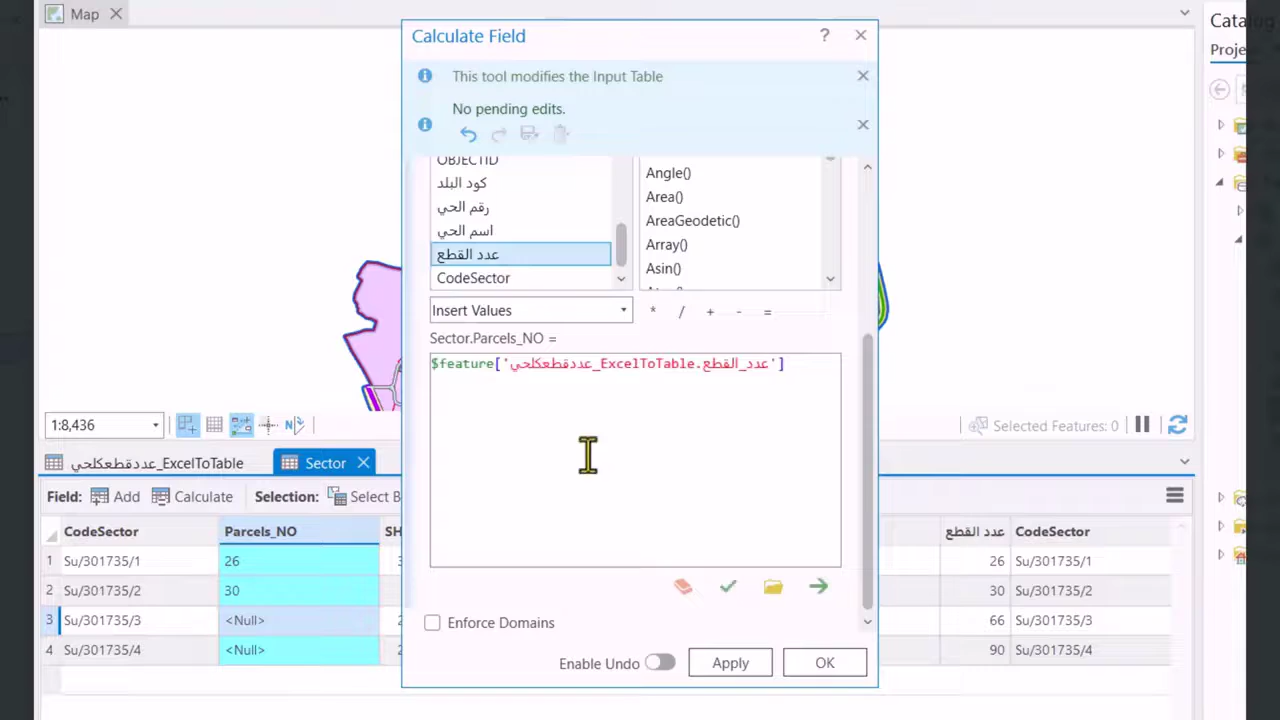 Map
Calculate Field
?
Catalog
Proje
This tool modifies the Input Table
No pending edits.
OBJECTID
كود البلد
رقم الحي
اسم الحي
عدد القطع
CodeSector
Angle()
Area()
AreaGeodetic()
Array()
Asin()
Insert Values
* / + - =
Sector.Parcels_NO =
$feature['عددقطعكلحي_ExcelToTable.عدد_القطع']
1:8,436
Selected Features: 0
عددقطعكلحي_ExcelToTable
Sector
Field: Add Calculate Selection: Select B
CodeSector Parcels_NO SH عدد القطع CodeSector
1 Su/301735/1 26 26 Su/301735/1
2 Su/301735/2 30 30 Su/301735/2
3 Su/301735/3 <Null> 66 Su/301735/3
4 Su/301735/4 <Null> 90 Su/301735/4
Enforce Domains
Enable Undo
Apply
OK